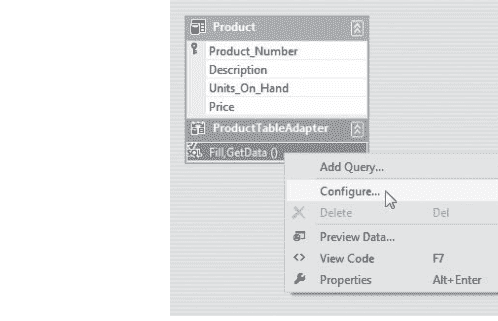 Product
Product_Number
Description
Units_On_Hand
Price
ProductTableAdapter
SQL Fill,GetData ()
Add Query...
Configure...
Delete Del
Preview Data...
View Code F7
Properties Alt+Enter